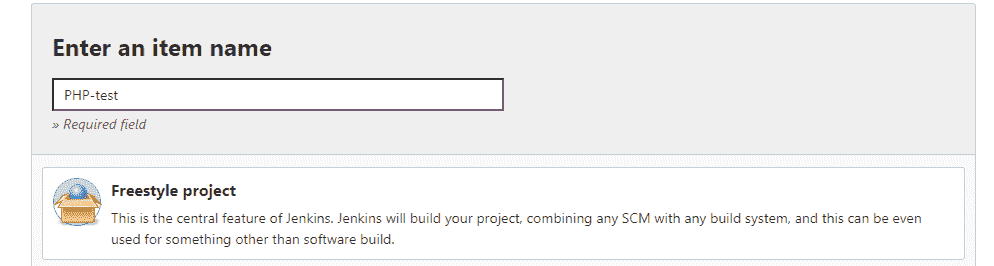 Enter an item name
PHP-test
» Required field
Freestyle project
This is the central feature of Jenkins. Jenkins will build your project, combining any SCM with any build system, and this can be even
used for something other than software build.